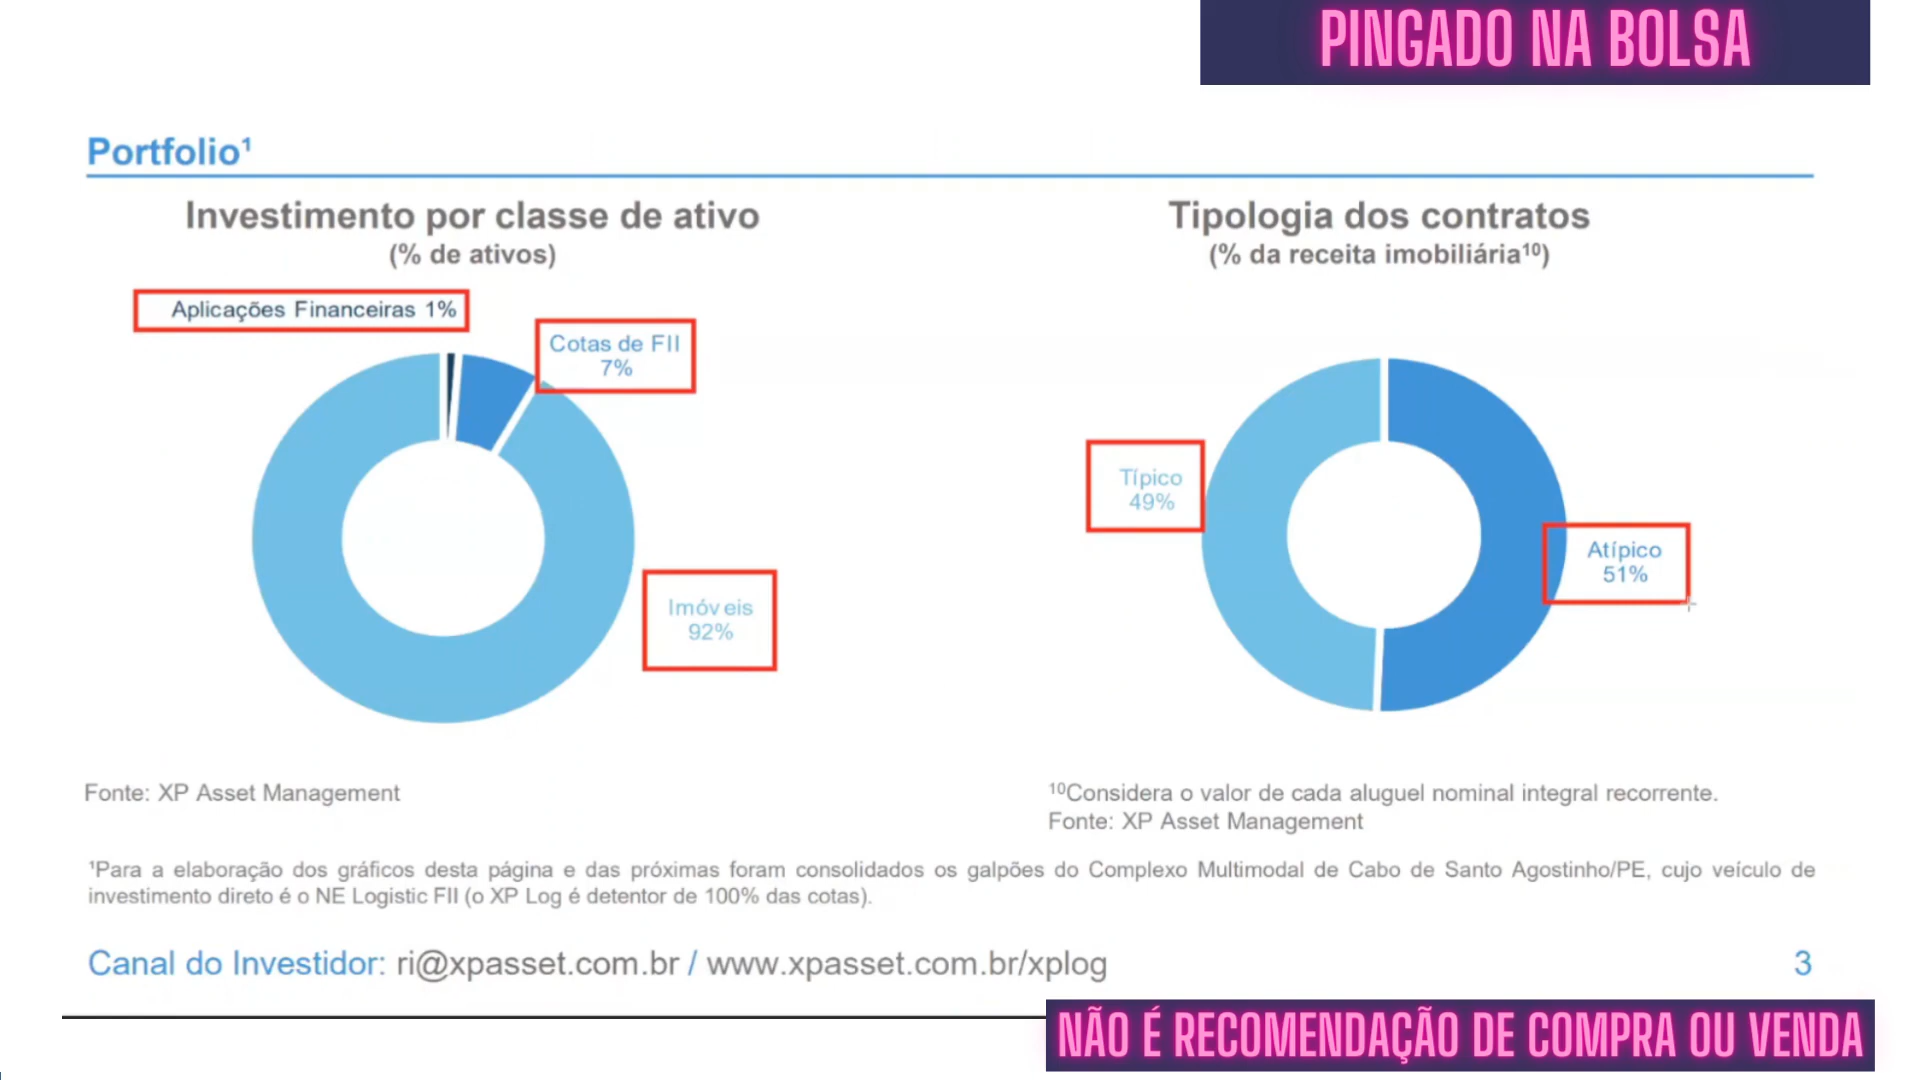 PINGADO NA BOLSA
Portfolio¹
Investimento por classe de ativo
(% de ativos)
Aplicações Financeiras 1%
Cotas de FII
7%
Imóveis
92%
Fonte: XP Asset Management
Tipologia dos contratos
(% da receita imobiliária¹⁰)
Típico
49%
Atípico
51%
¹⁰Considera o valor de cada aluguel nominal integral recorrente.
Fonte: XP Asset Management
¹Para a elaboração dos gráficos desta página e das próximas foram consolidados os galpões do Complexo Multimodal de Cabo de Santo Agostinho/PE, cujo veículo de
investimento direto é o NE Logistic FII (o XP Log é detentor de 100% das cotas).
Canal do Investidor: ri@xpasset.com.br / www.xpasset.com.br/xplog
3
NÃO É RECOMENDAÇÃO DE COMPRA OU VENDA